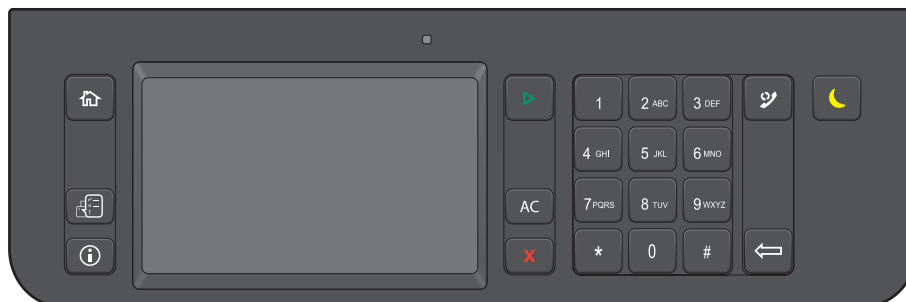 1 2 ABC 3 DEF
4 GHI 5 JKL 6 MNO
AC 7 PQRS 8 TUV 9 WXYZ
X * 0 #